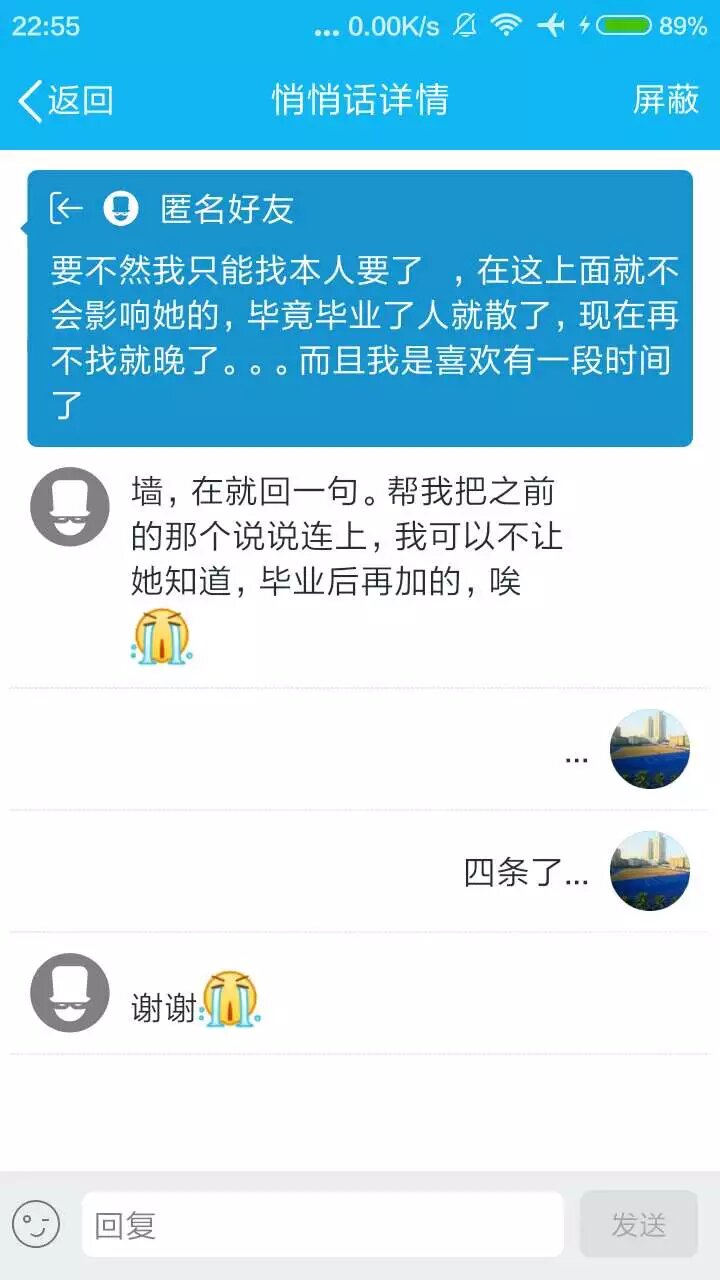 22:55 ... 0.00K/s 89%
返回 悄悄话详情 屏蔽
匿名好友
要不然我只能找本人要了 ，在这上面就不
会影响她的，毕竟毕业了人就散了，现在再
不找就晚了。。。而且我是喜欢有一段时间
了
墙，在就回一句。帮我把之前
的那个说说连上，我可以不让
她知道，毕业后再加的，唉
...
四条了...
谢谢
回复 发送